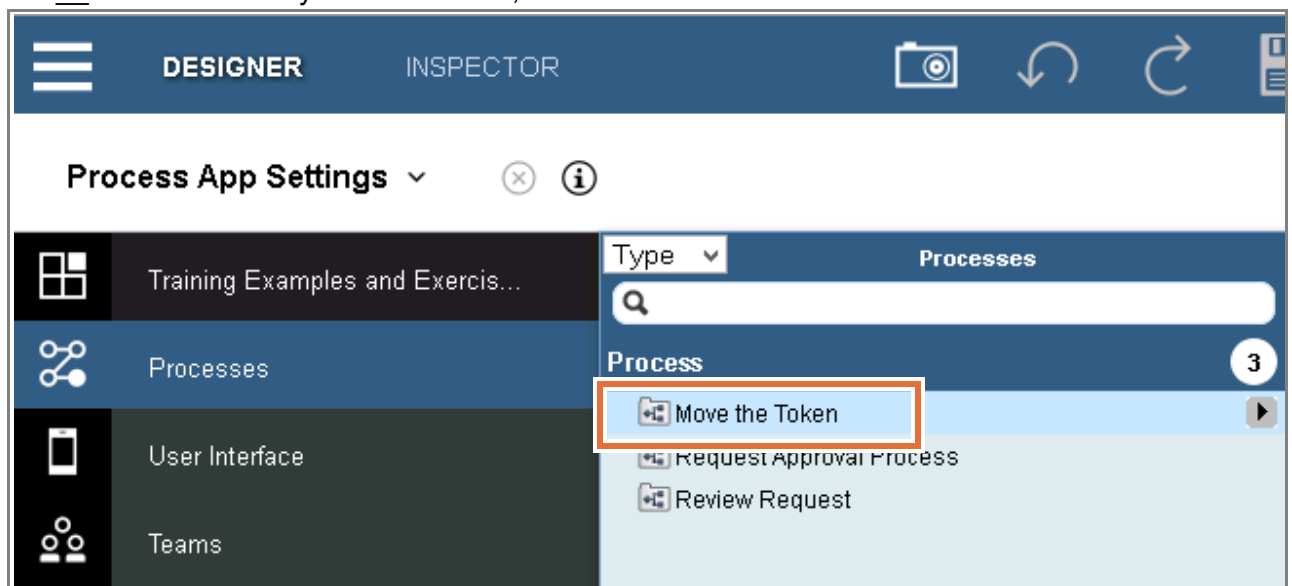 DESIGNER INSPECTOR
Process App Settings
Type Processes
Training Examples and Exercis...
Processes
Process 3
Move the Token
User Interface
Request Approval Process
Review Request
Teams